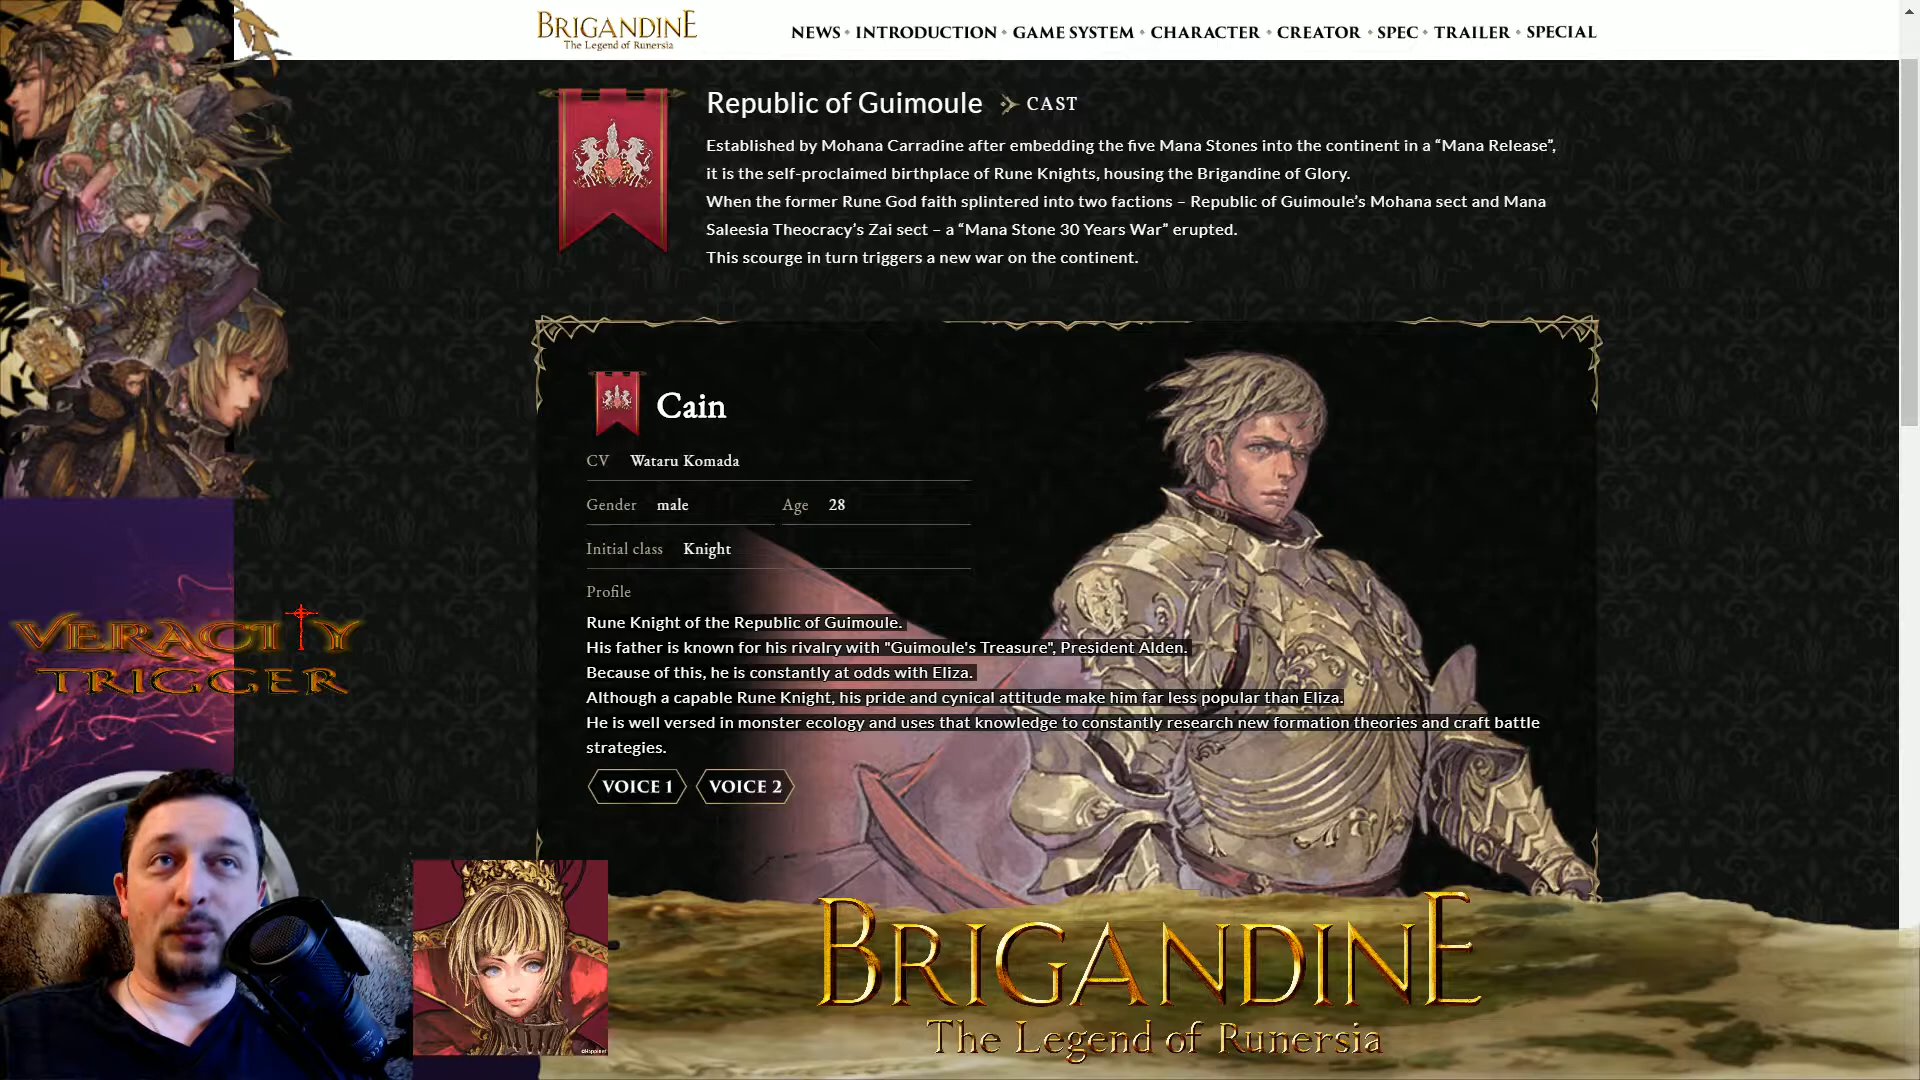 BRIGANDINE
The Legend of Runersia
NEWS • INTRODUCTION • GAME SYSTEM • CHARACTER • CREATOR • SPEC • TRAILER • SPECIAL
Republic of Guimoule CAST
Established by Mohana Carradine after embedding the five Mana Stones into the continent in a “Mana Release”,
it is the self-proclaimed birthplace of Rune Knights, housing the Brigandine of Glory.
When the former Rune God faith splintered into two factions – Republic of Guimoule’s Mohana sect and Mana
Saleesia Theocracy’s Zai sect – a “Mana Stone 30 Years War” erupted.
This scourge in turn triggers a new war on the continent.
Cain
CV Wataru Komada
Gender male Age 28
Initial class Knight
Profile
Rune Knight of the Republic of Guimoule.
His father is known for his rivalry with "Guimoule's Treasure", President Alden.
Because of this, he is constantly at odds with Eliza.
Although a capable Rune Knight, his pride and cynical attitude make him far less popular than Eliza.
He is well versed in monster ecology and uses that knowledge to constantly research new formation theories and craft battle
strategies.
VOICE 1 VOICE 2
VERACITY
TRIGGER
©Happinet
BRIGANDINE
The Legend of Runersia